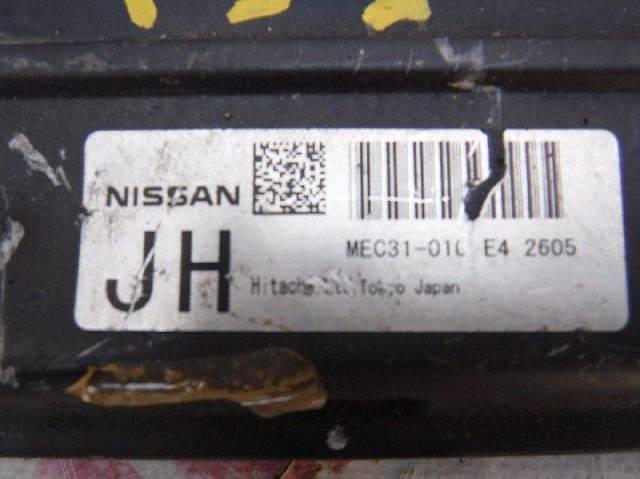 NISSAN
JH
MEC31-010 E4 2605
Tokyo Japan